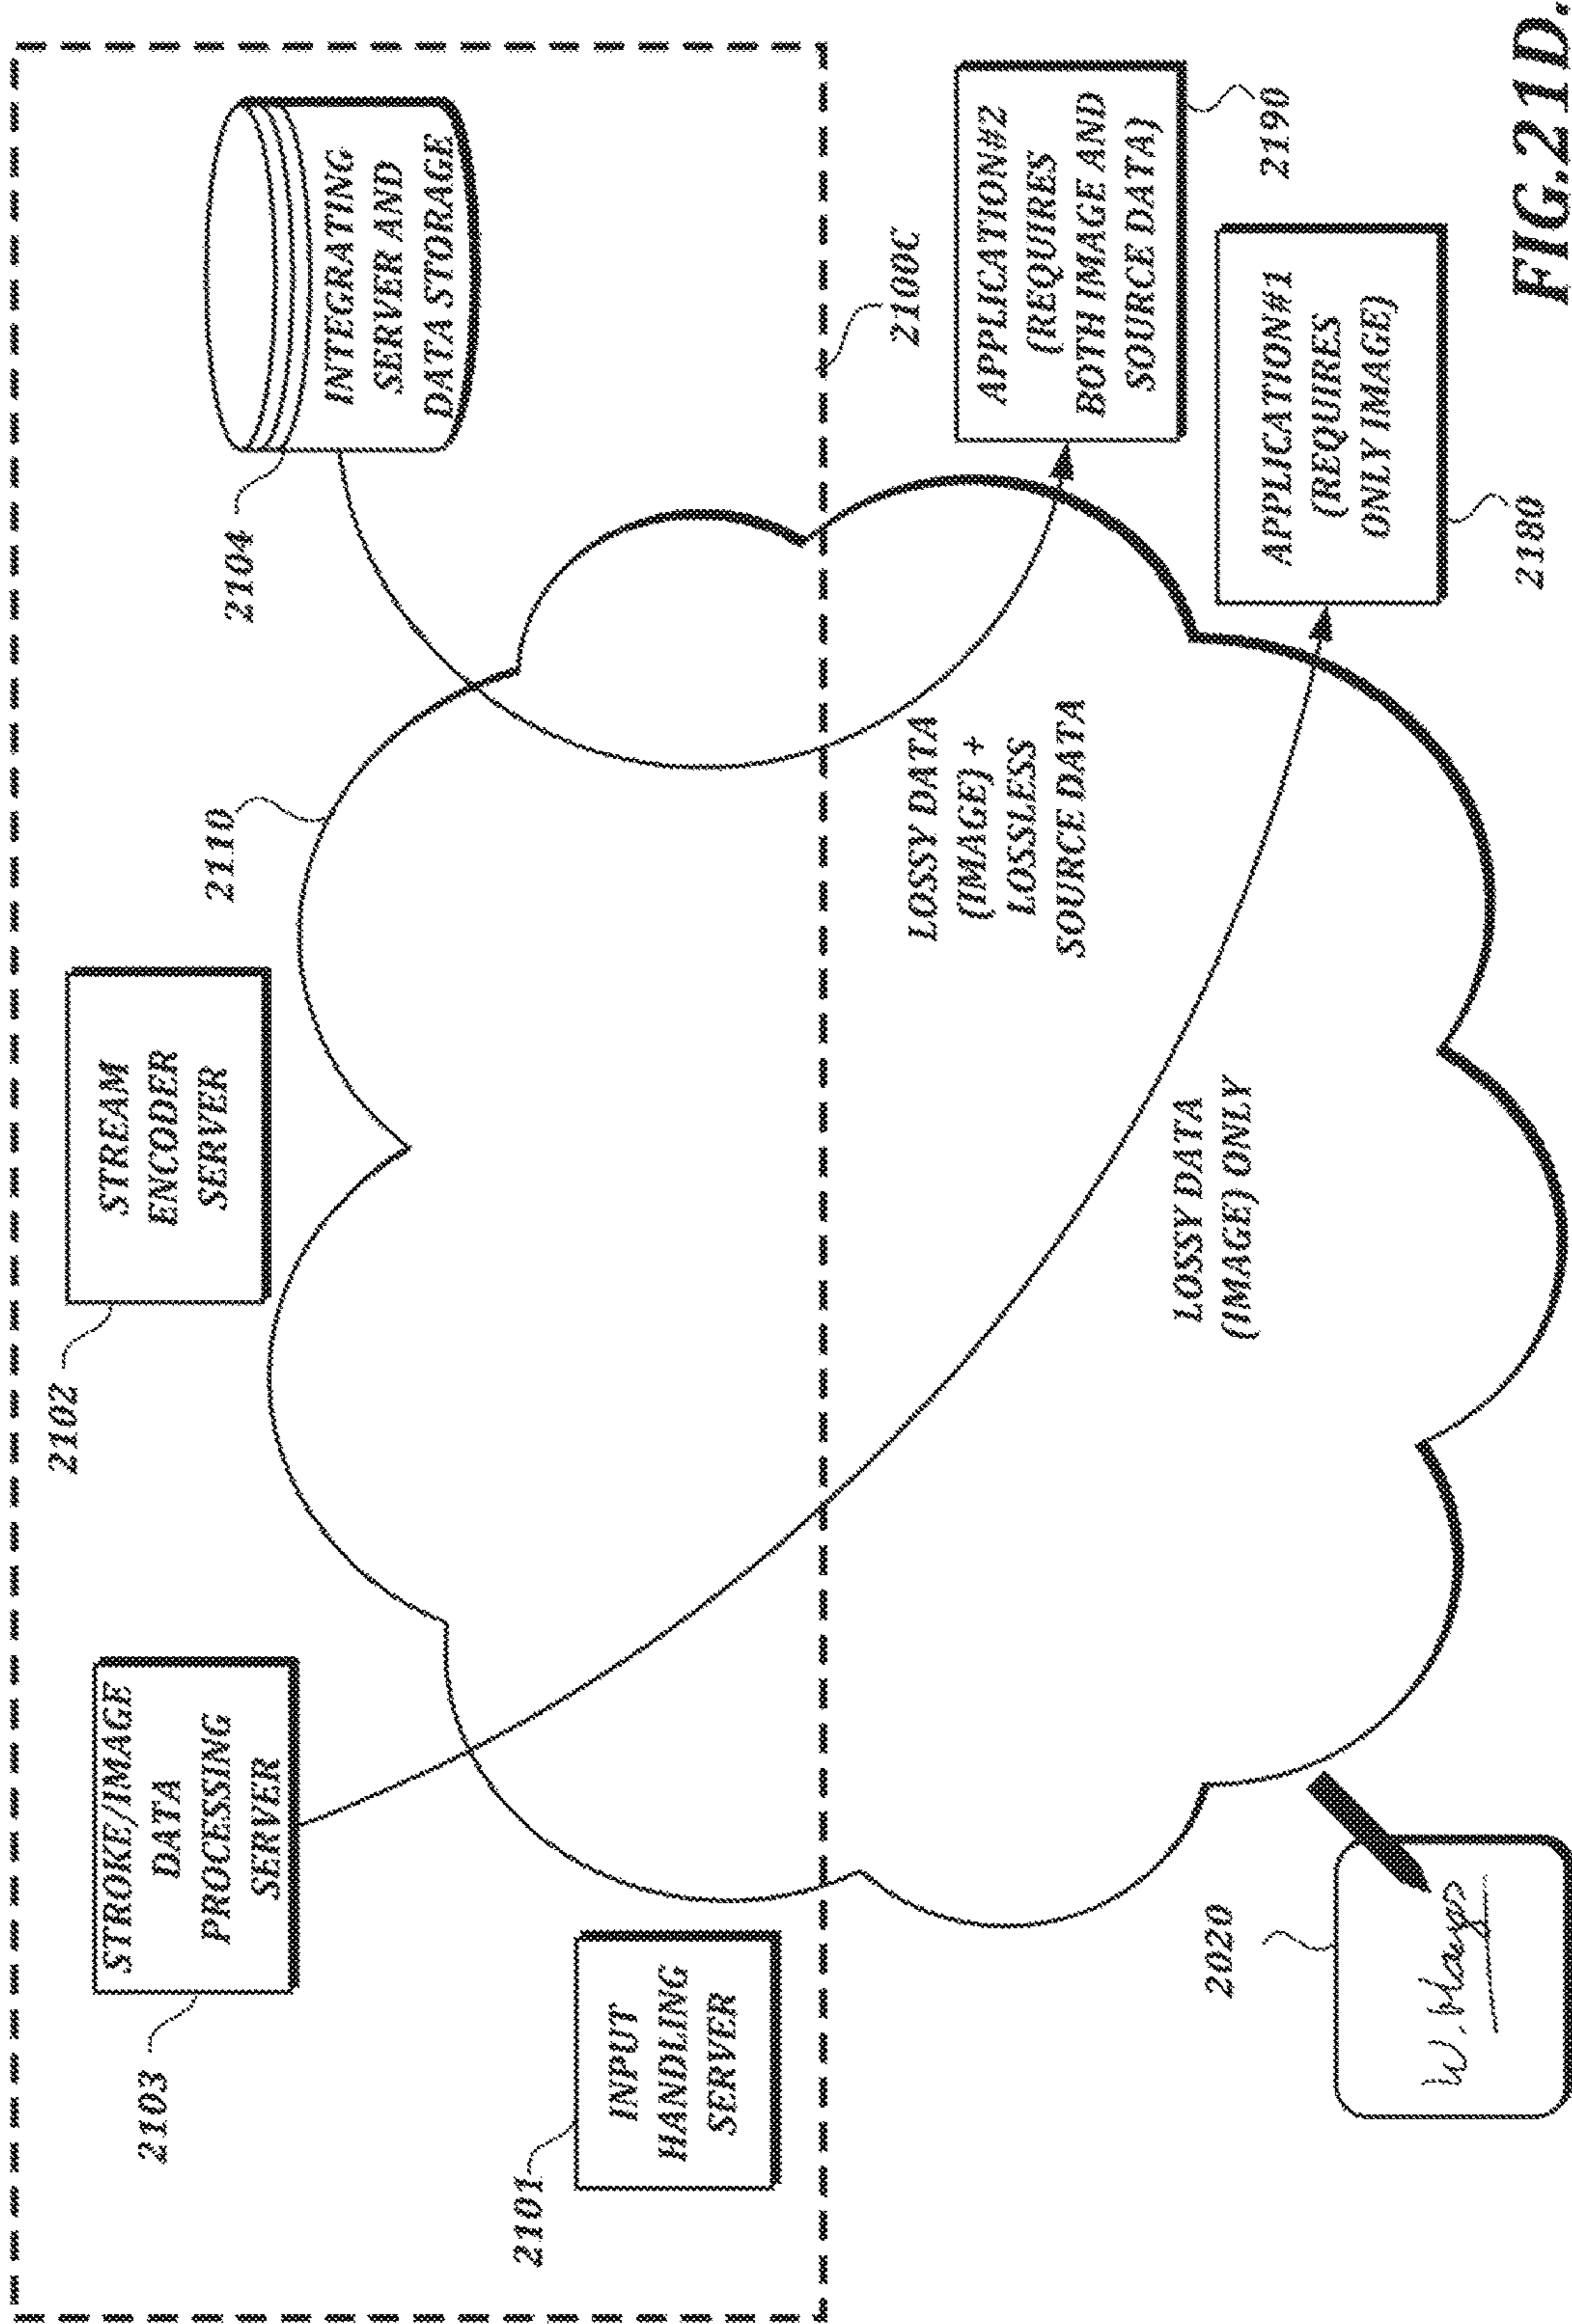 2103
STROKE/IMAGE
DATA
PROCESSING
SERVER
2102
STREAM
ENCODER
SERVER
2110
2104
INTEGRATING
SERVER AND
DATA STORAGE
2101
INPUT
HANDLING
SERVER
2100C
LOSSY DATA
(IMAGE) +
LOSSLESS
SOURCE DATA
APPLICATION#2
(REQUIRES
BOTH IMAGE AND
SOURCE DATA)
2190
LOSSY DATA
(IMAGE) ONLY
APPLICATION#1
(REQUIRES
ONLY IMAGE)
2180
2020
W. Hayes
FIG.21D.